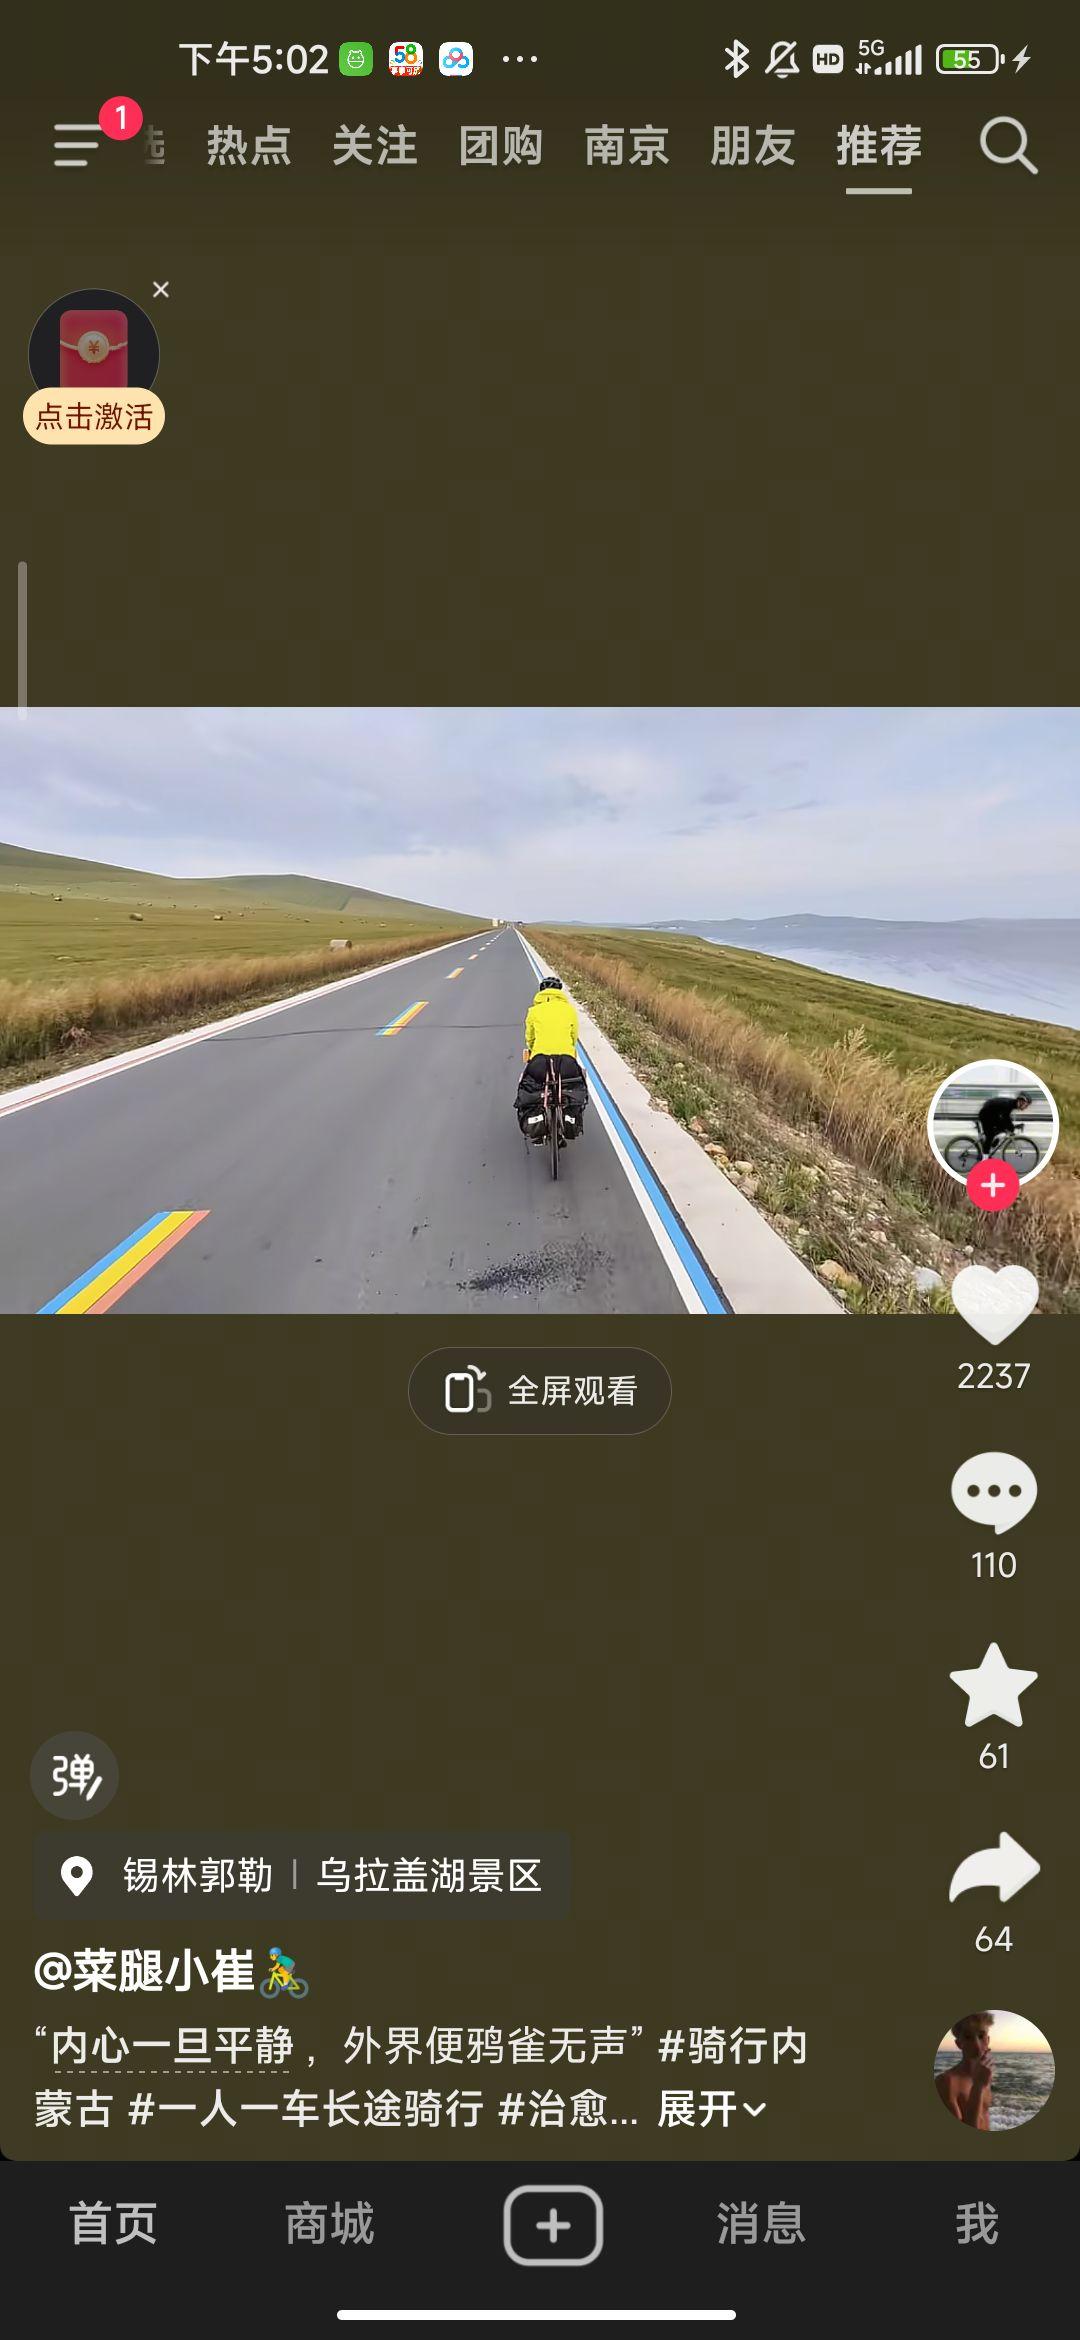 下午5:02 58 ... HD 5G 55
1
热点 关注 团购 南京 朋友 推荐
点击激活
全屏观看
2237
110
61
弹
锡林郭勒 | 乌拉盖湖景区
64
@菜腿小崔
“内心一旦平静，外界便鸦雀无声” #骑行内
蒙古 #一人一车长途骑行 #治愈... 展开
首页 商城 消息 我